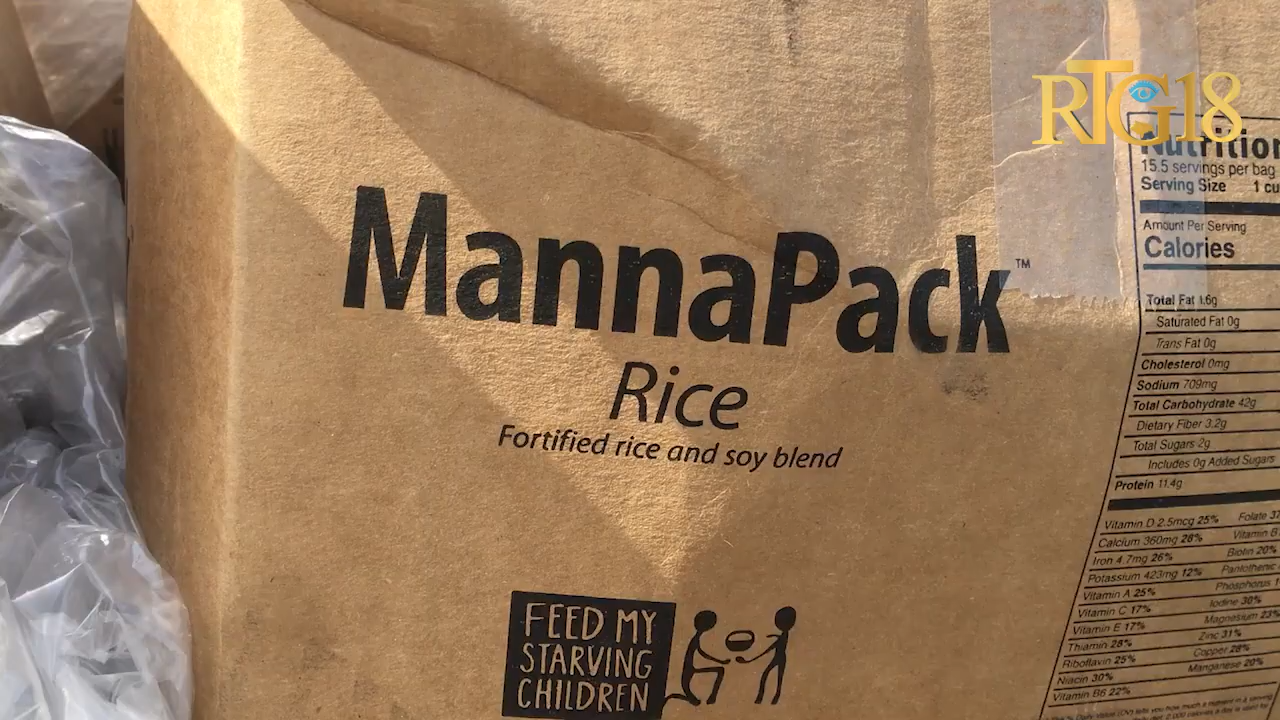 RTG18
MannaPack™
Rice
Fortified rice and soy blend
FEED MY
STARVING
CHILDREN
Nutrition
15.5 servings per bag
Serving Size 1 cu
Amount Per Serving
Calories
Total Fat 1.6g
Saturated Fat 0g
Trans Fat 0g
Cholesterol 0mg
Sodium 709mg
Total Carbohydrate 42g
Dietary Fiber 3.2g
Total Sugars 2g
Includes 0g Added Sugars
Protein 11.4g
Vitamin D 2.5mcg 25% Folate 3
Calcium 360mg 28% Vitamin B
Iron 4.7mg 26% Biotin 20%
Potassium 423mg 12% Pantothenic
Vitamin A 25% Phosphorus
Vitamin C 17% Iodine 30%
Vitamin E 17% Magnesium 23%
Thiamin 28% Zinc 31%
Riboflavin 25% Copper 28%
Niacin 30% Manganese 20%
Vitamin B6 22%